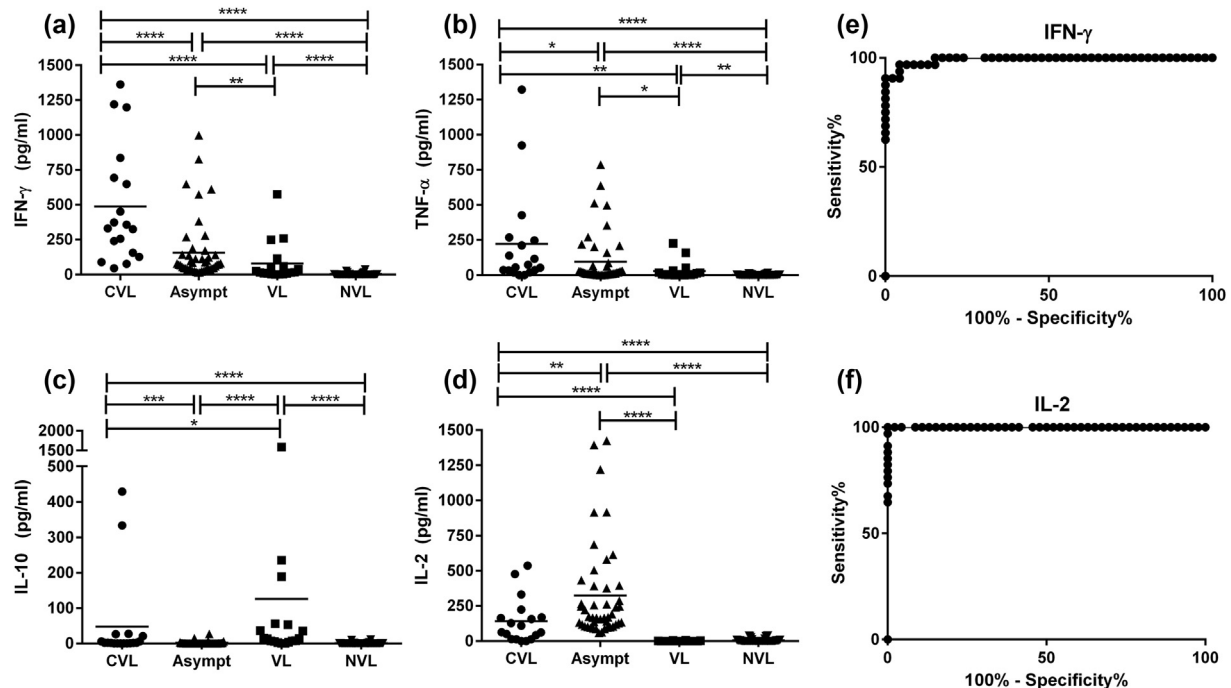 (a)
****
****
****
****
****
**
1500
1250
1000
750
500
250
0
IFN-γ (pg/ml)
CVL Asympt VL NVL
(b)
****
*
****
**
**
*
1500
1250
1000
750
500
250
0
TNF-α (pg/ml)
CVL Asympt VL NVL
(e)
IFN-γ
100
50
0
Sensitivity%
0 50 100
100% - Specificity%
(c)
****
***
****
****
*
2000
1500
500
400
300
200
100
0
IL-10 (pg/ml)
CVL Asympt VL NVL
(d)
****
**
****
****
****
1500
1250
1000
750
500
250
0
IL-2 (pg/ml)
CVL Asympt VL NVL
(f)
IL-2
100
50
0
Sensitivity%
0 50 100
100% - Specificity%